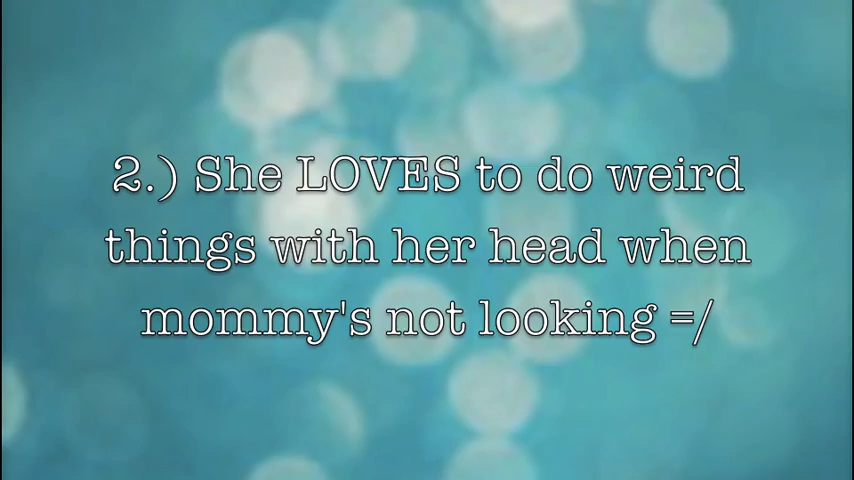 2.) She LOVES to do weird
things with her head when
mommy's not looking =/